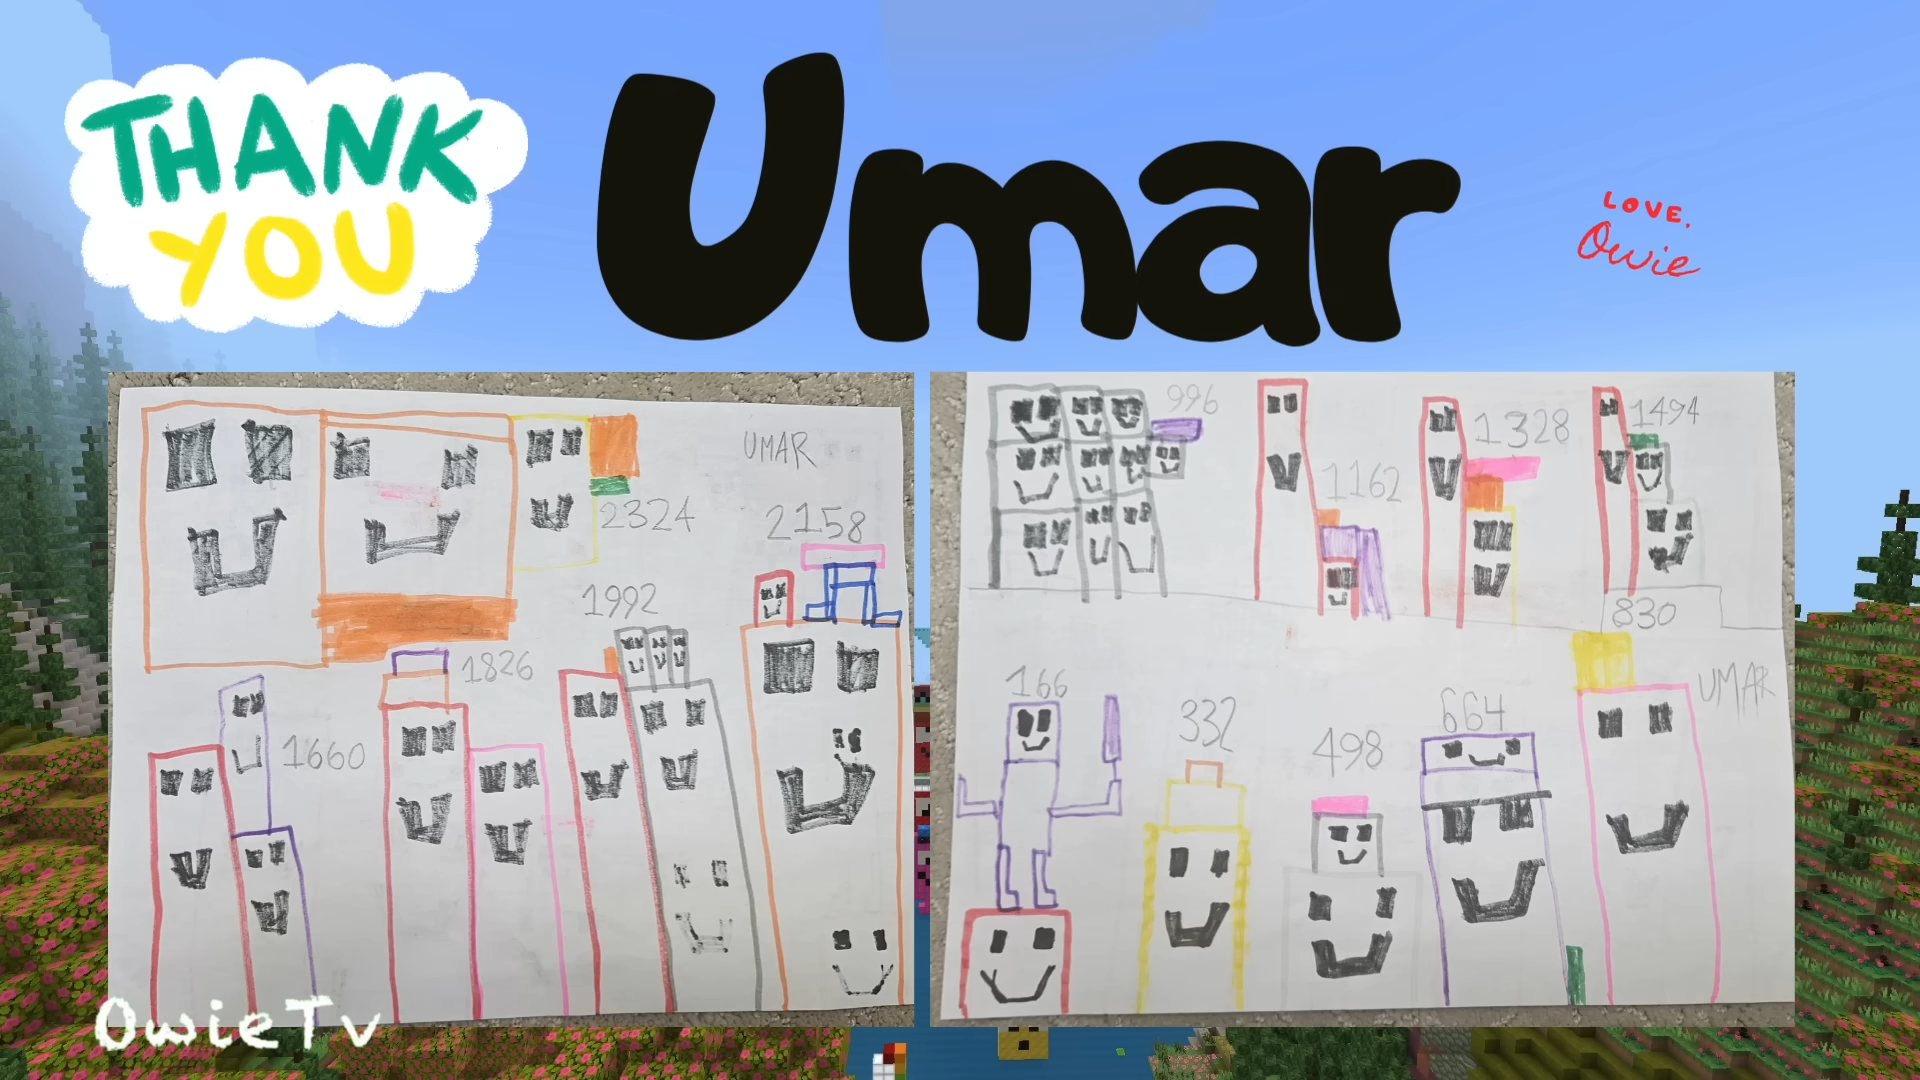 THANK
YOU
Umar
LOVE,
Owie
UMAR
2324
2158
1992
1826
1660
996
1162
1328
1494
830
166
332
498
664
UMAR
OwieTv